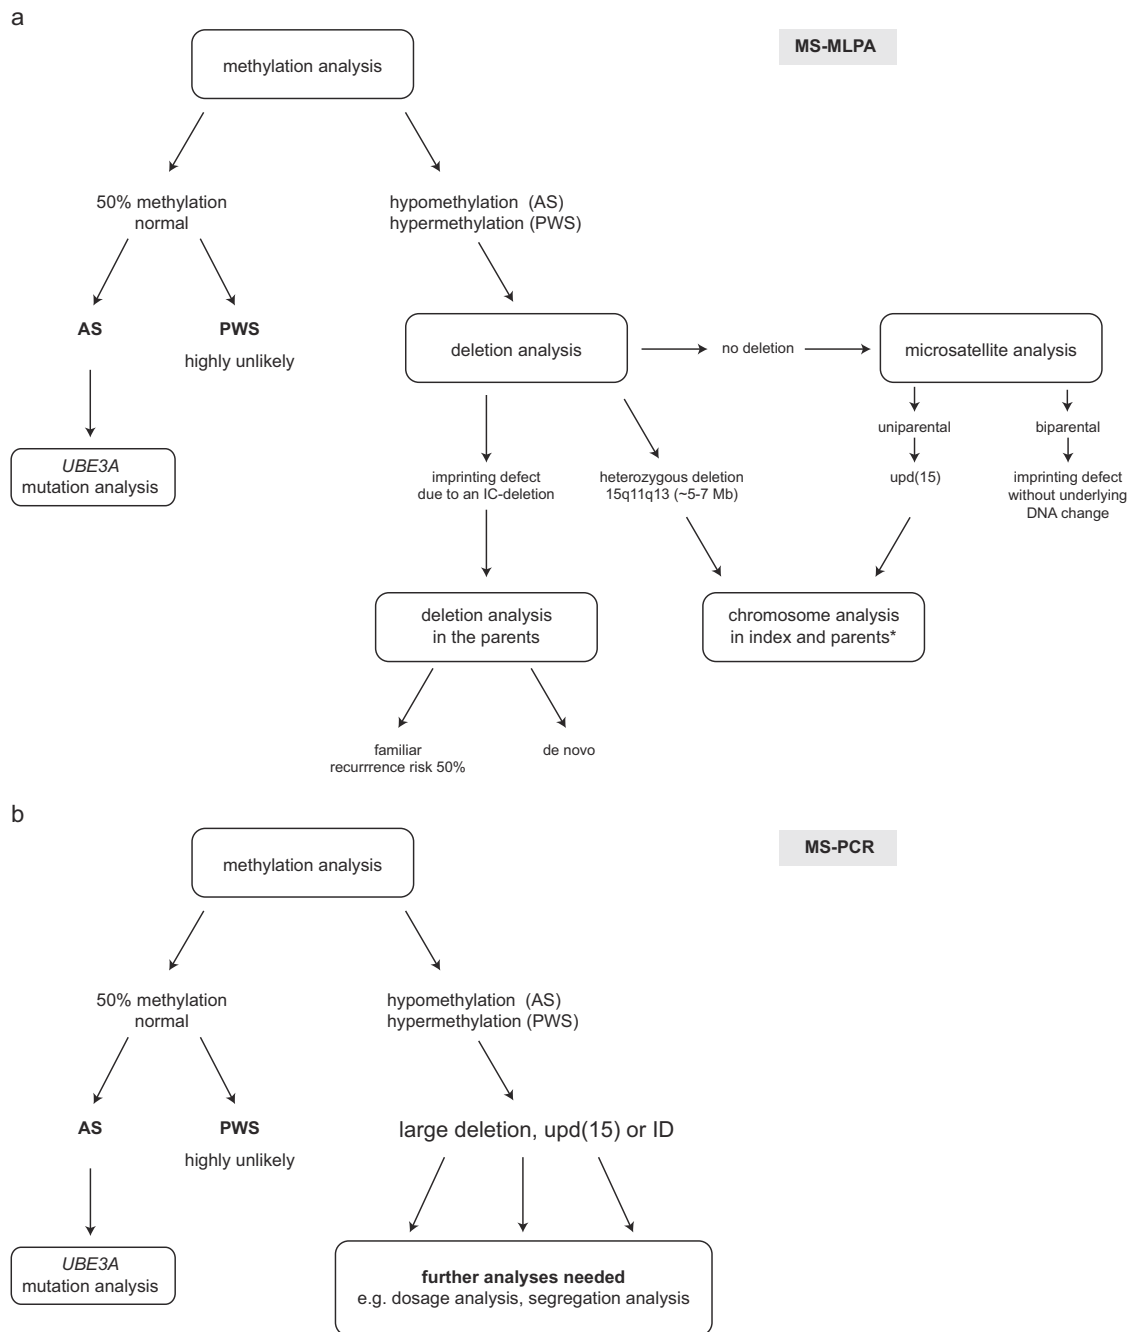 a
MS-MLPA
methylation analysis
50% methylation
normal
hypomethylation (AS)
hypermethylation (PWS)
AS
PWS
highly unlikely
UBE3A
mutation analysis
deletion analysis
no deletion
microsatellite analysis
uniparental
biparental
imprinting defect
due to an IC-deletion
heterozygous deletion
15q11q13 (~5-7 Mb)
upd(15)
imprinting defect
without underlying
DNA change
deletion analysis
in the parents
chromosome analysis
in index and parents*
familiar
recurrrence risk 50%
de novo
b
MS-PCR
methylation analysis
50% methylation
normal
hypomethylation (AS)
hypermethylation (PWS)
AS
PWS
highly unlikely
large deletion, upd(15) or ID
UBE3A
mutation analysis
further analyses needed
e.g. dosage analysis, segregation analysis